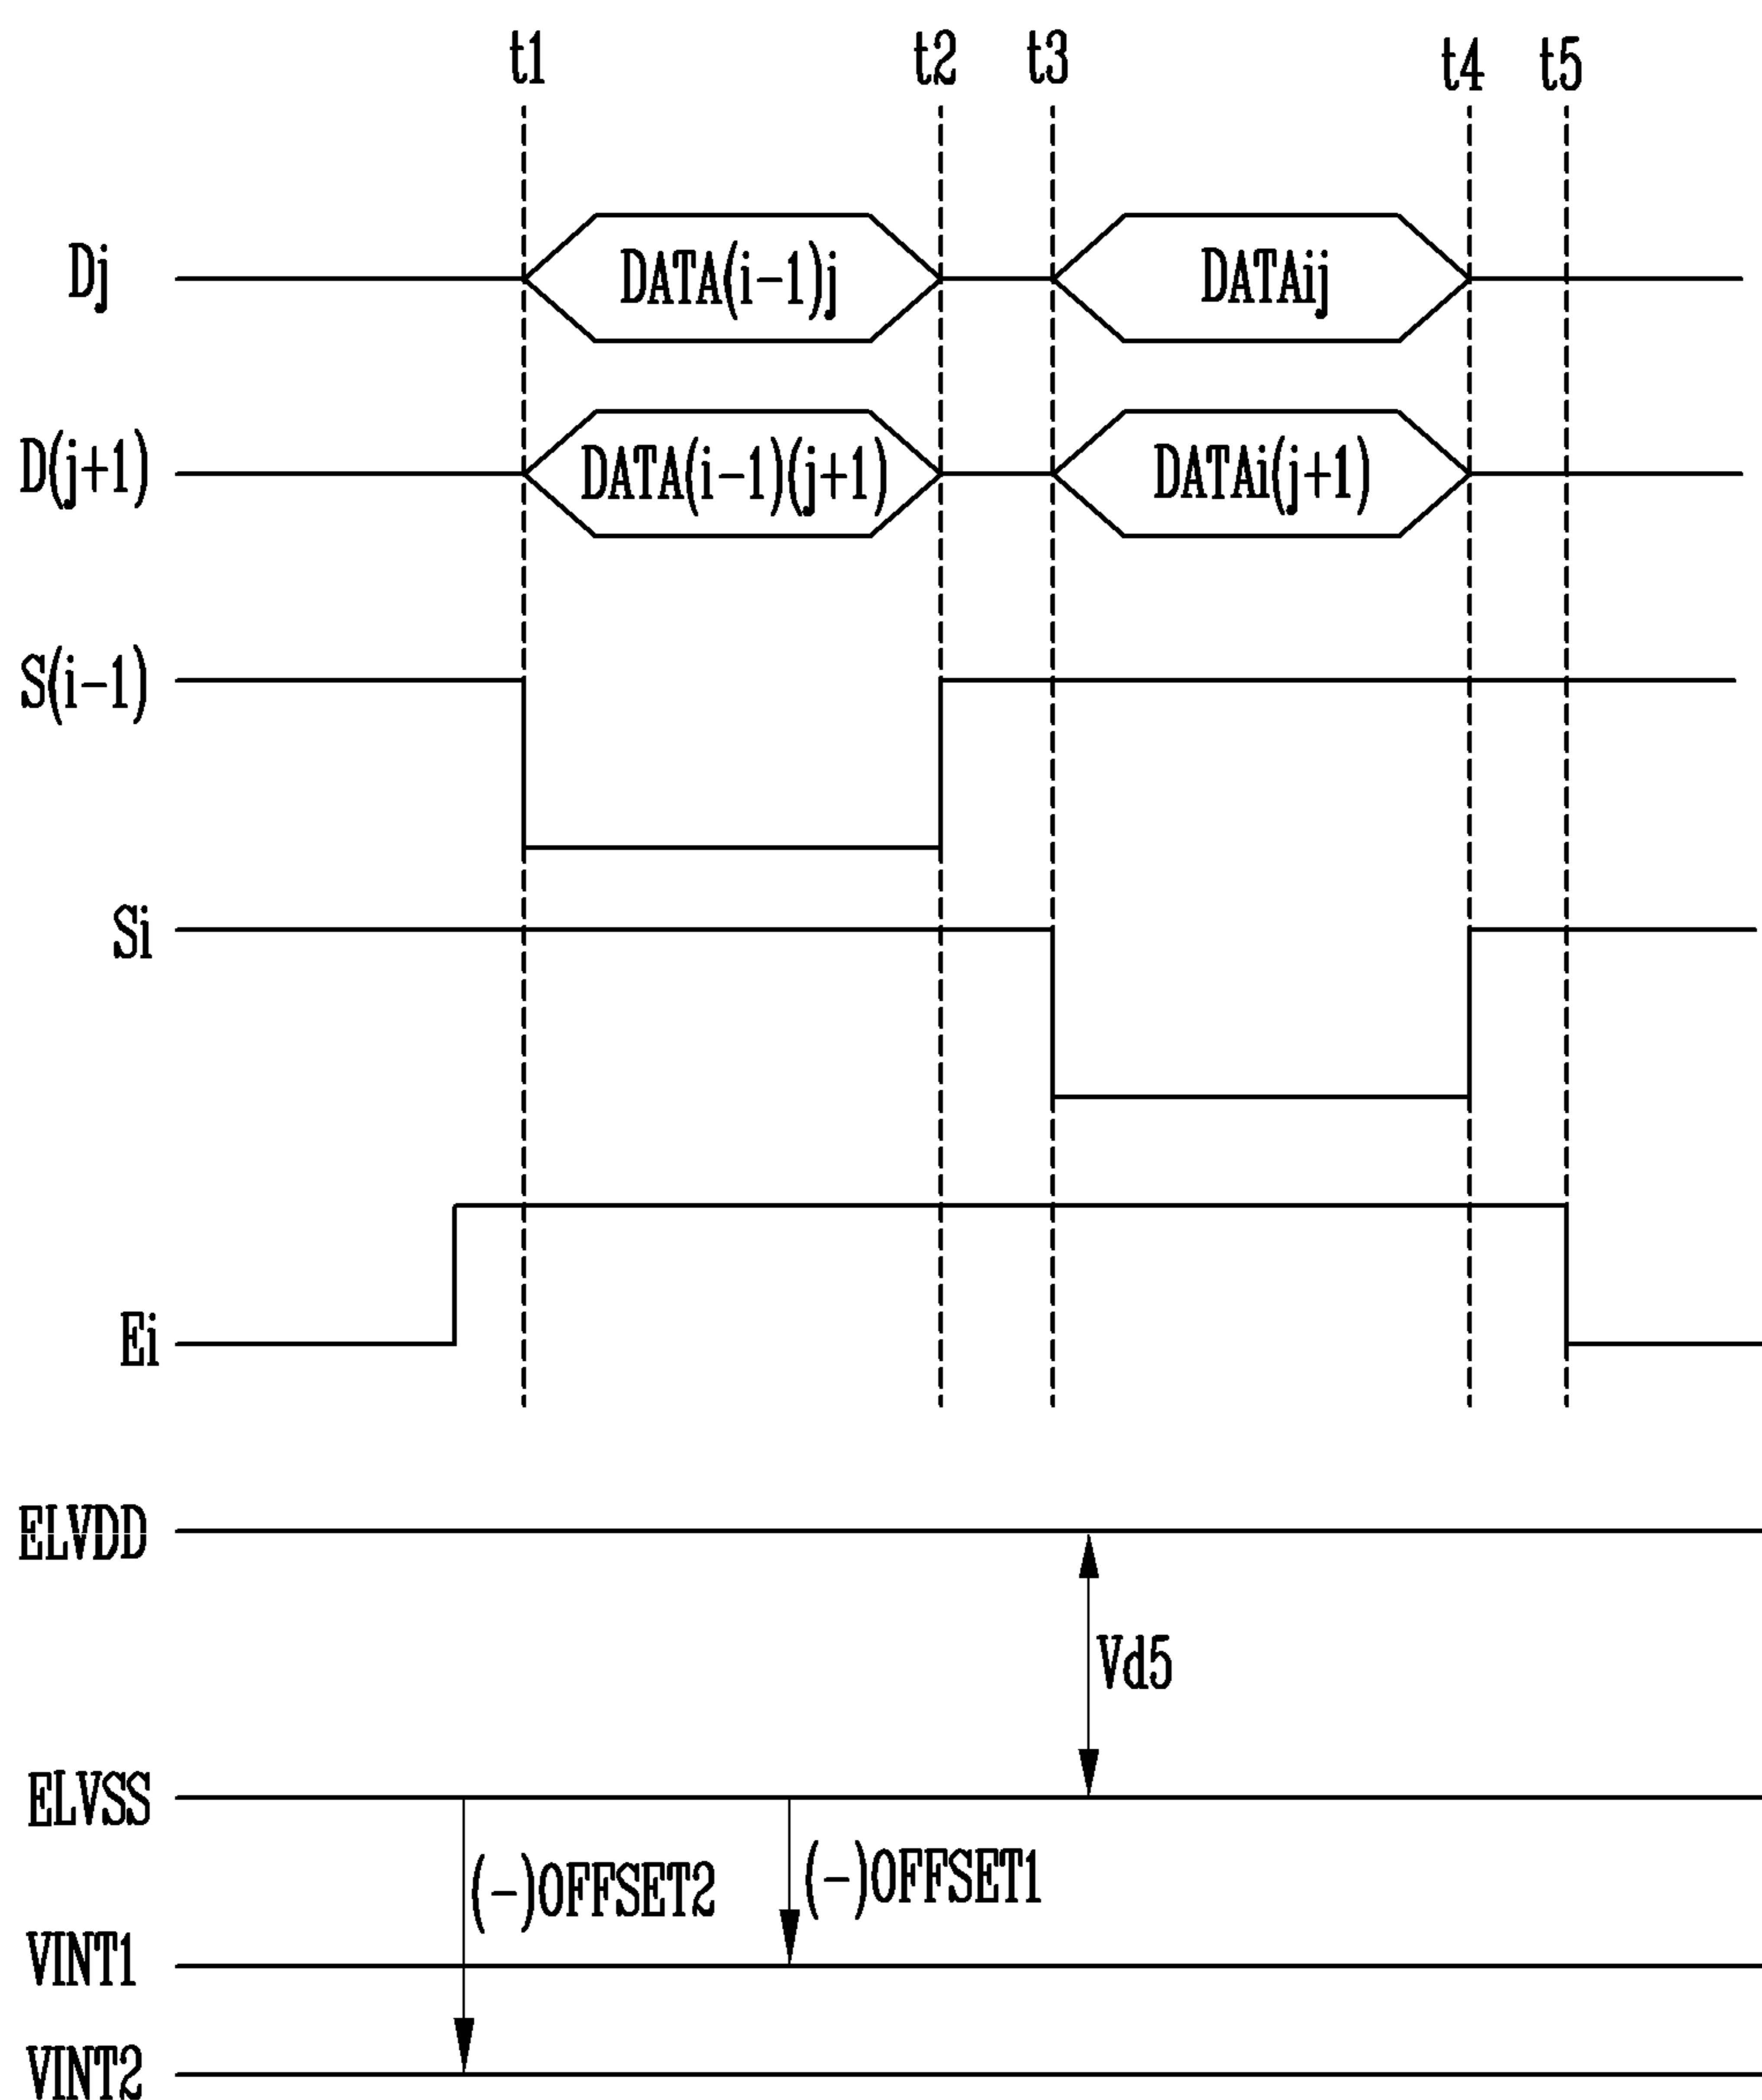 t1 t2 t3 t4 t5
Dj DATA(i-1)j DATAij
D(j+1) DATA(i-1)(j+1) DATAi(j+1)
S(i-1)
Si
Ei
ELVDD
Vd5
ELVSS
(-)OFFSET2 (-)OFFSET1
VINT1
VINT2